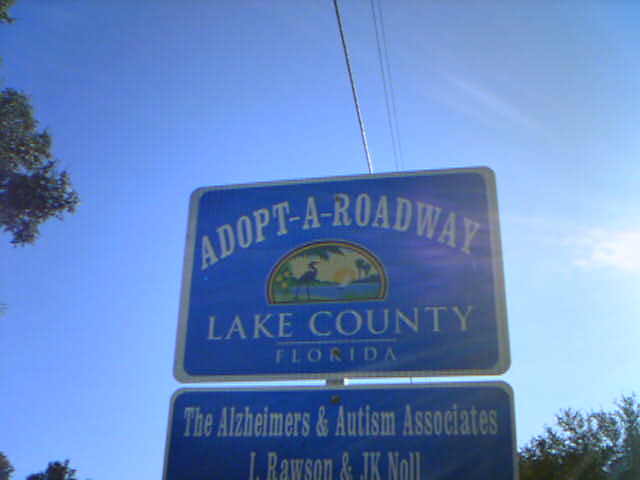 ADOPT-A-ROADWAY
LAKE COUNTY
FLORIDA
The Alzheimers & Autism Associates
J. Rawson & JK Noll